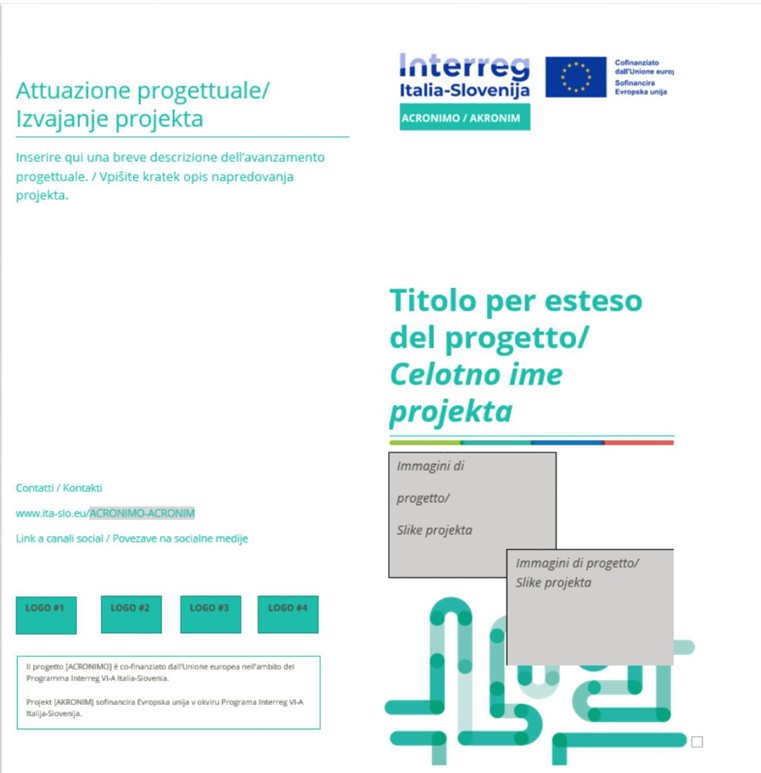 Attuazione progettuale/
Izvajanje projekta
Inserire qui una breve descrizione dell'avanzamento
progettuale. / Vpišite kratek opis napredovanja
projekta.
Contatti / Kontakti
www.ita-slo.eu/ACRONIMO-ACRONIM
Link a canali social / Povezave na socialne medije
LOGO #1 LOGO #2 LOGO #3 LOGO #4
Il progetto [ACRONIMO] è co-finanziato dall'Unione europea nell'ambito del
Programma Interreg VI-A Italia-Slovenia.
Projekt [AKRONIM] sofinancira Evropska unija v okviru Programa Interreg VI-A
Italija-Slovenija.
Interreg
Italia-Slovenija
Cofinanziato
dall'Unione euro
Sofinancira
Evropska unija
ACRONIMO / AKRONIM
Titolo per esteso
del progetto/
Celotno ime
projekta
Immagini di
progetto/
Slike projekta
Immagini di progetto/
Slike projekta